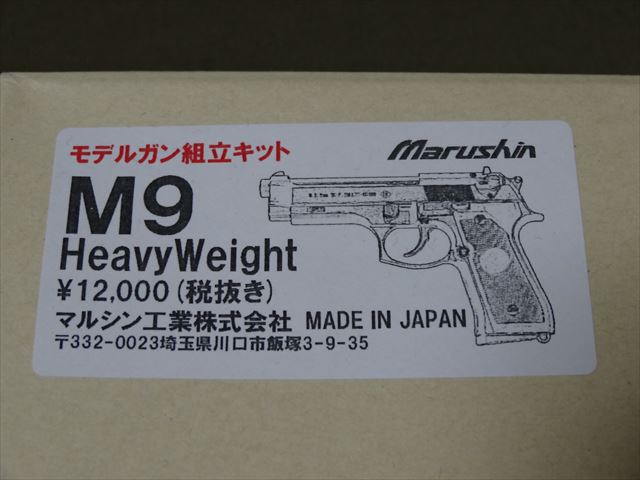 モデルガン組立キット
Marushin
M9
HeavyWeight
¥12,000(税抜き)
マルシン工業株式会社 MADE IN JAPAN
〒332-0023埼玉県川口市飯塚3-9-35